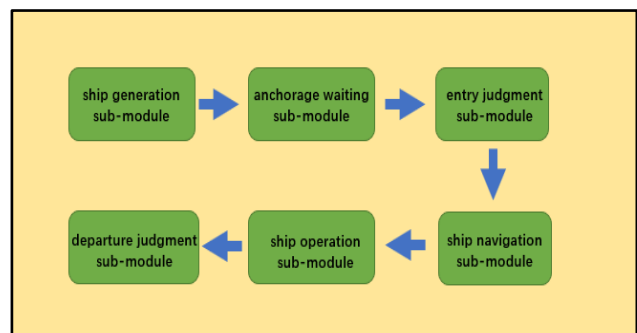 ship generation
sub-module
anchorage waiting
sub-module
entry judgment
sub-module
departure judgment
sub-module
ship operation
sub-module
ship navigation
sub-module